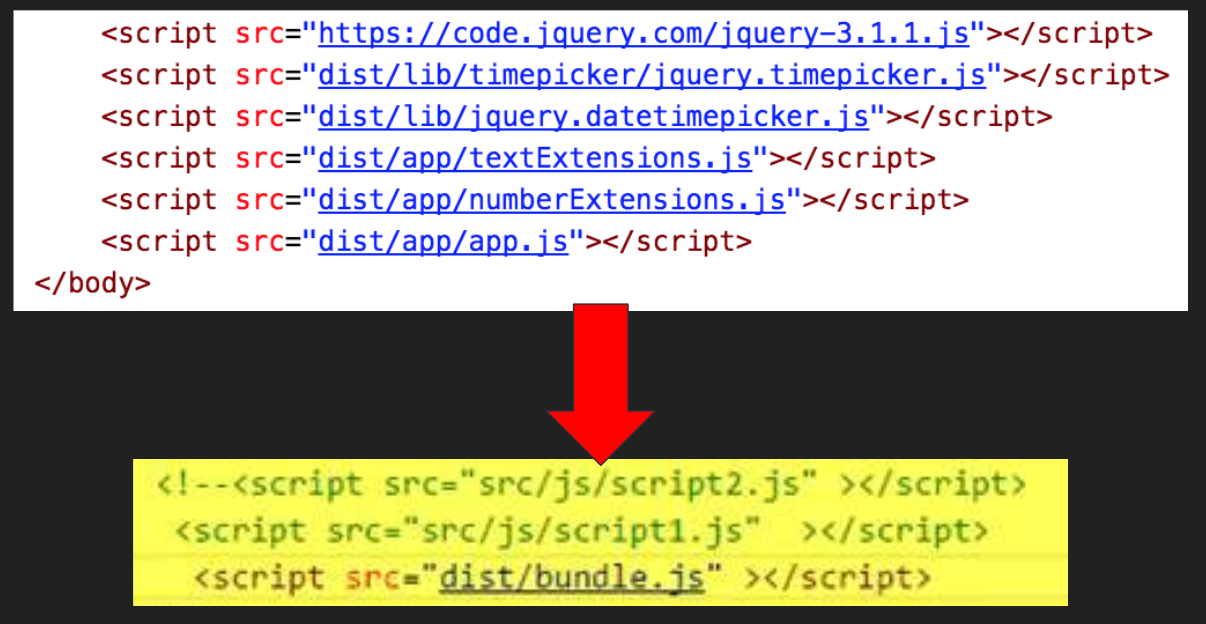 <script src="https://code.jquery.com/jquery-3.1.1.js"></script>
<script src="dist/lib/timepicker/jquery.timepicker.js"></script>
<script src="dist/lib/jquery.datetimepicker.js"></script>
<script src="dist/app/textExtensions.js"></script>
<script src="dist/app/numberExtensions.js"></script>
<script src="dist/app/app.js"></script>
</body>
<!--<script src="src/js/script2.js" ></script>
<script src="src/js/script1.js"  ></script>
<script src="dist/bundle.js" ></script>